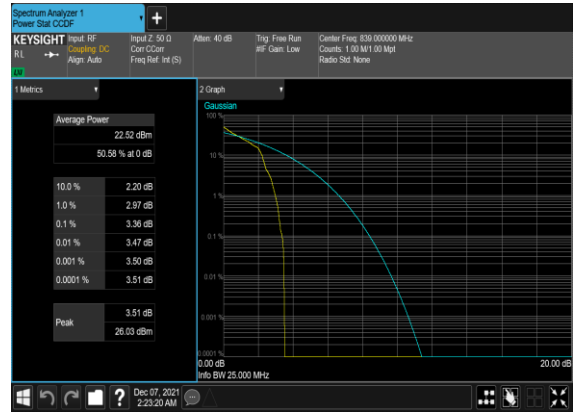 Spectrum Analyzer 1
Power Stat CCDF
KEYSIGHT
R L
LXI
Input: RF
Coupling: DC
Align: Auto
Input Z: 50 Ω
Corr CCorr
Freq Ref: Int (S)
Atten: 40 dB
Trig: Free Run
#IF Gain: Low
Center Freq: 839.000000 MHz
Counts: 1.00 M/1.00 Mpt
Radio Std: None
1 Metrics
Average Power
22.52 dBm
50.58 % at 0 dB
10.0 % 2.20 dB
1.0 % 2.97 dB
0.1 % 3.36 dB
0.01 % 3.47 dB
0.001 % 3.50 dB
0.0001 % 3.51 dB
Peak
3.51 dB
26.03 dBm
2 Graph
Gaussian
100 %
10 %
1 %
0.1 %
0.01 %
0.001 %
0.0001 %
0.00 dB
20.00 dB
Info BW 25.000 MHz
?
Dec 07, 2021
2:23:20 AM